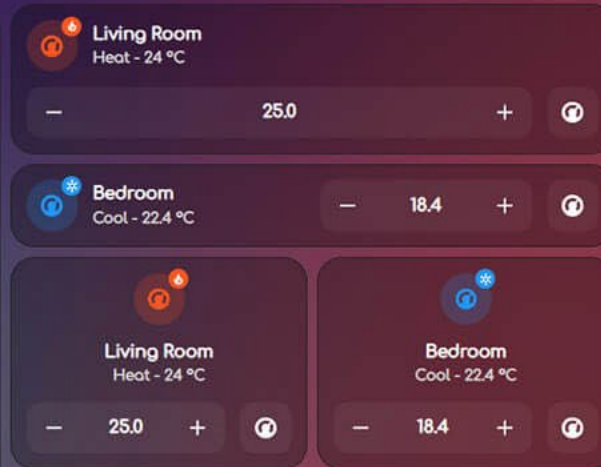 Living Room
Heat - 24 °C
− 25.0 +
Bedroom
Cool - 22.4 °C
− 18.4 +
Living Room
Heat - 24 °C
− 25.0 +
Bedroom
Cool - 22.4 °C
− 18.4 +